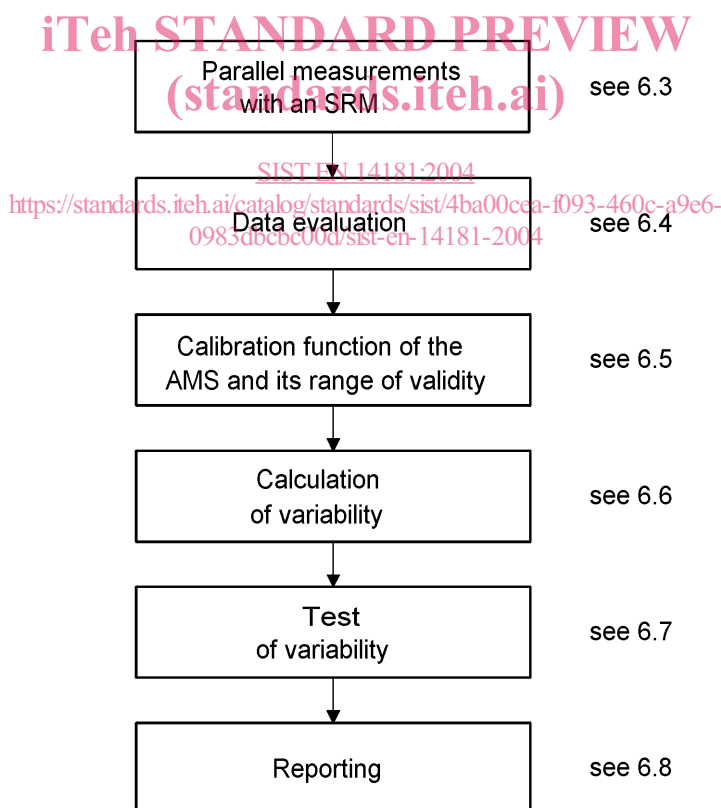 iTeh STANDARD PREVIEW
(standards.iteh.ai)
Parallel measurements
with an SRM
see 6.3
SIST EN 14181:2004
https://standards.iteh.ai/catalog/standards/sist/4ba00cea-f093-460c-a9e6-
0983dbcbc00d/sist-en-14181-2004
Data evaluation
see 6.4
Calibration function of the
AMS and its range of validity
see 6.5
Calculation
of variability
see 6.6
Test
of variability
see 6.7
Reporting
see 6.8